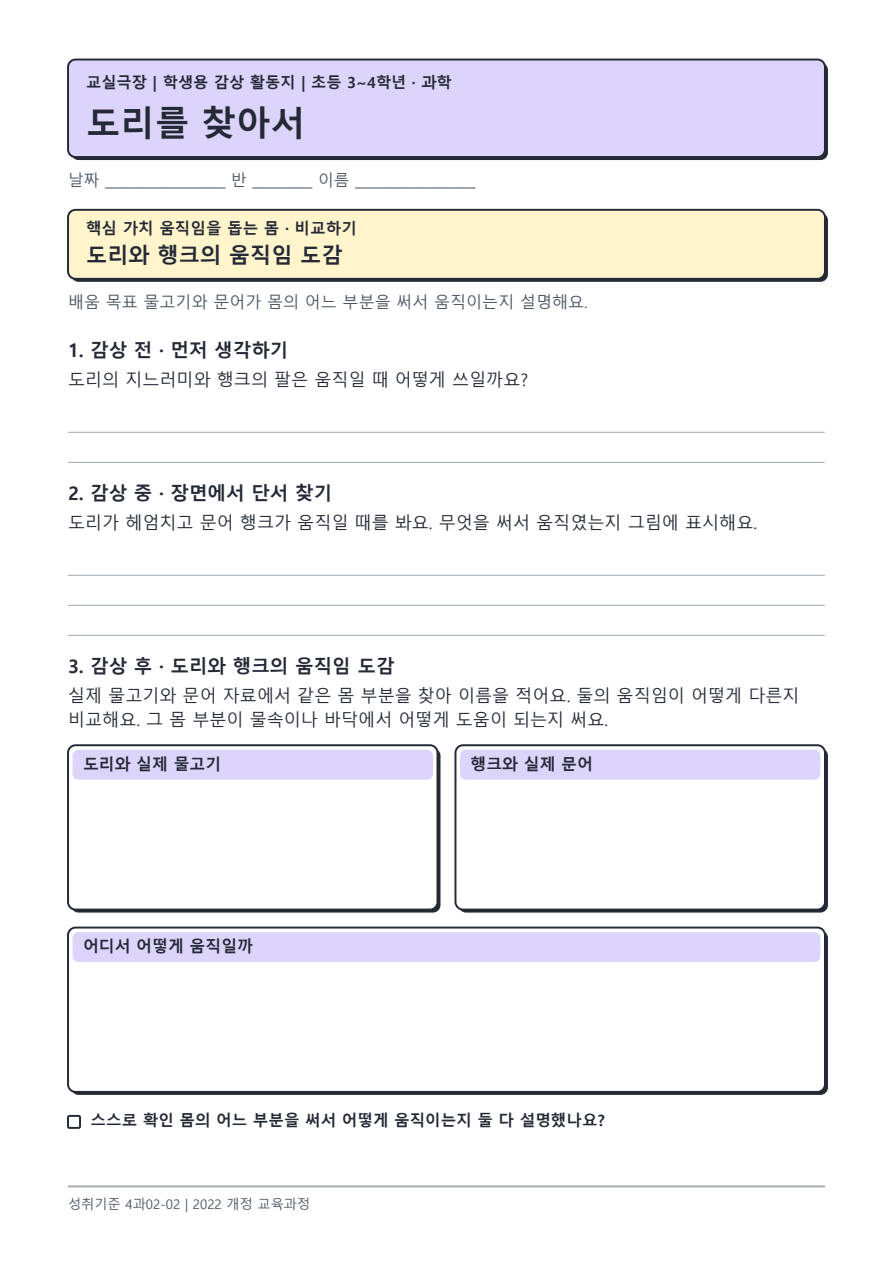 교실극장 | 학생용 감상 활동지 | 초등 3~4학년 · 과학
도리를 찾아서
날짜 _______________ 반 _______ 이름 _______________
핵심 가치 움직임을 돕는 몸 · 비교하기
도리와 행크의 움직임 도감
배움 목표 물고기와 문어가 몸의 어느 부분을 써서 움직이는지 설명해요.
1. 감상 전 · 먼저 생각하기
도리의 지느러미와 행크의 팔은 움직일 때 어떻게 쓰일까요?
2. 감상 중 · 장면에서 단서 찾기
도리가 헤엄치고 문어 행크가 움직일 때를 봐요. 무엇을 써서 움직였는지 그림에 표시해요.
3. 감상 후 · 도리와 행크의 움직임 도감
실제 물고기와 문어 자료에서 같은 몸 부분을 찾아 이름을 적어요. 둘의 움직임이 어떻게 다른지
비교해요. 그 몸 부분이 물속이나 바닥에서 어떻게 도움이 되는지 써요.
도리와 실제 물고기
행크와 실제 문어
어디서 어떻게 움직일까
스스로 확인 몸의 어느 부분을 써서 어떻게 움직이는지 둘 다 설명했나요?
성취기준 4과02-02 | 2022 개정 교육과정